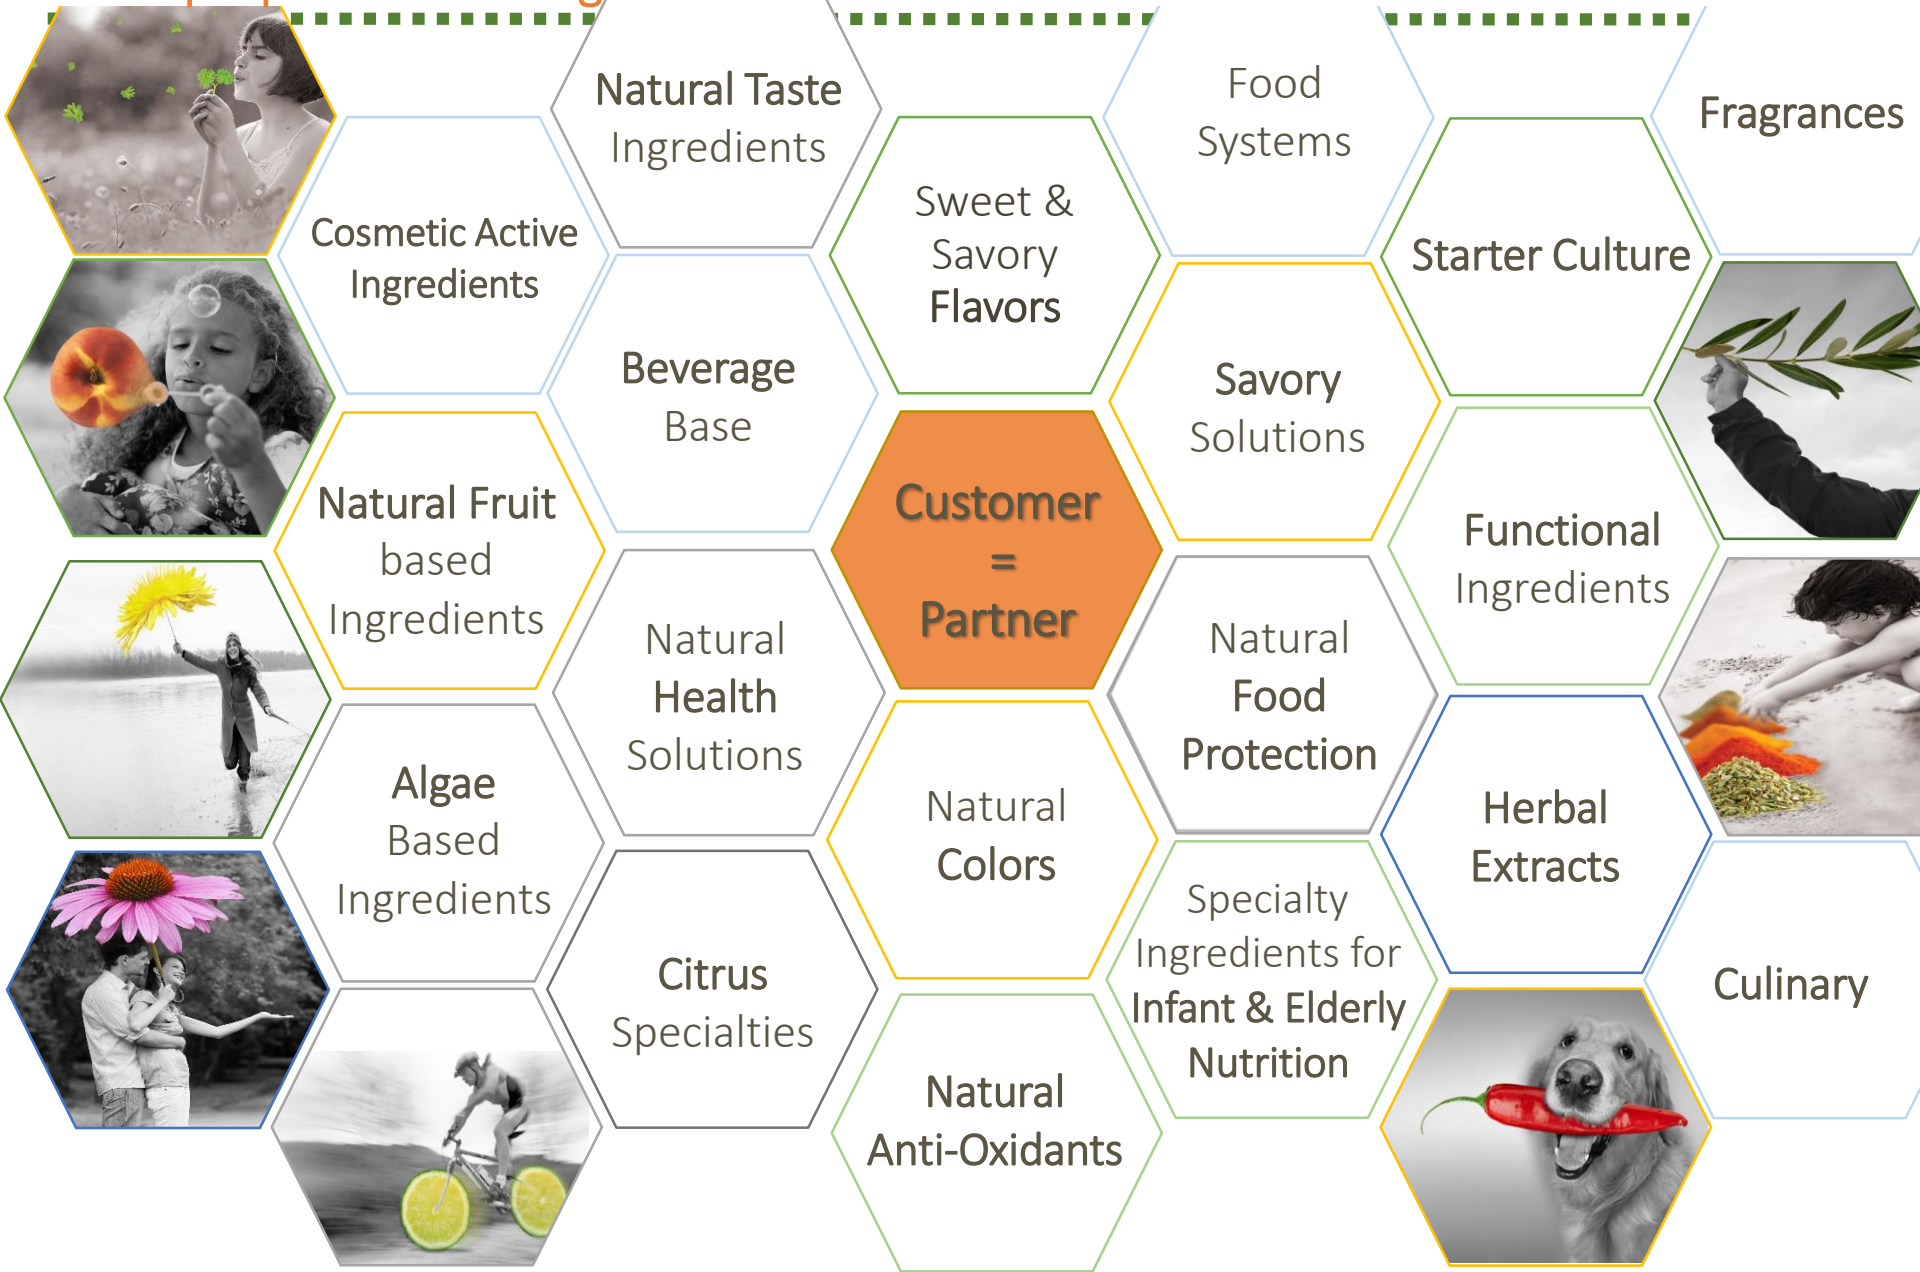 Natural Taste
Ingredients
Food
Systems
Fragrances
Cosmetic Active
Ingredients
Sweet &
Savory
Flavors
Starter Culture
Beverage
Base
Savory
Solutions
Natural Fruit
based
Ingredients
Customer
=
Partner
Functional
Ingredients
Natural
Health
Solutions
Natural
Food
Protection
Algae
Based
Ingredients
Natural
Colors
Herbal
Extracts
Citrus
Specialties
Specialty
Ingredients for
Infant & Elderly
Nutrition
Culinary
Natural
Anti-Oxidants